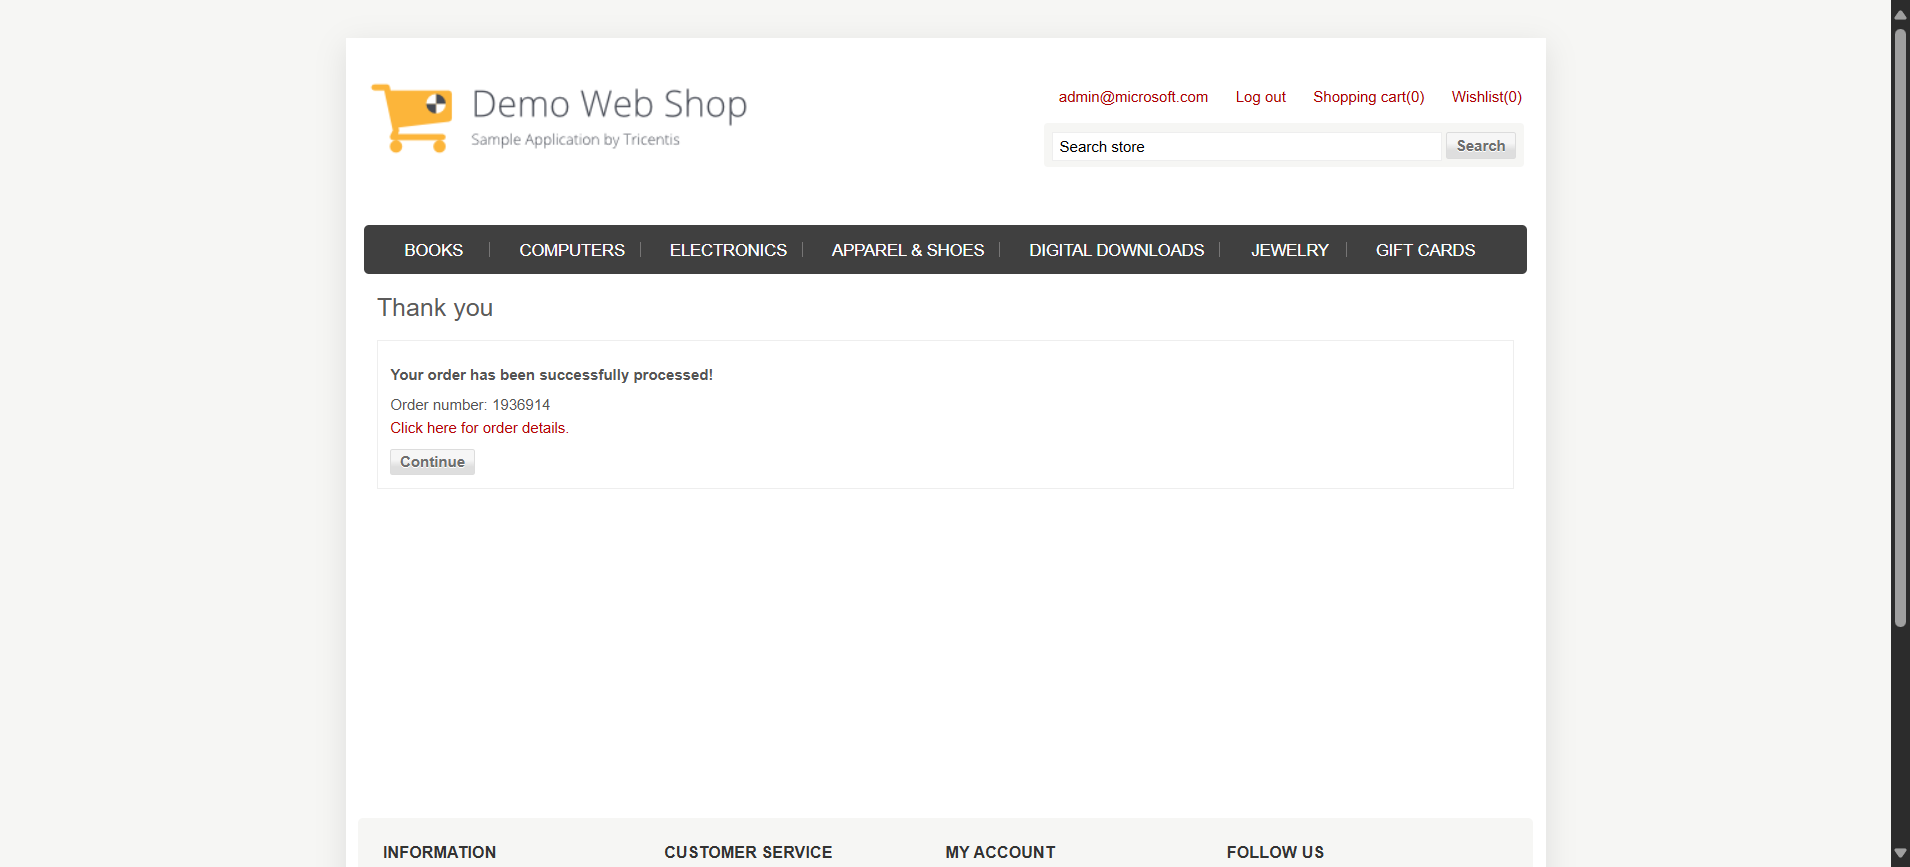 Demo Web Shop
Sample Application by Tricentis
admin@microsoft.com Log out Shopping cart(0) Wishlist(0)
Search store Search
BOOKS COMPUTERS ELECTRONICS APPAREL & SHOES DIGITAL DOWNLOADS JEWELRY GIFT CARDS
Thank you
Your order has been successfully processed!
Order number: 1936914
Click here for order details.
Continue
INFORMATION CUSTOMER SERVICE MY ACCOUNT FOLLOW US